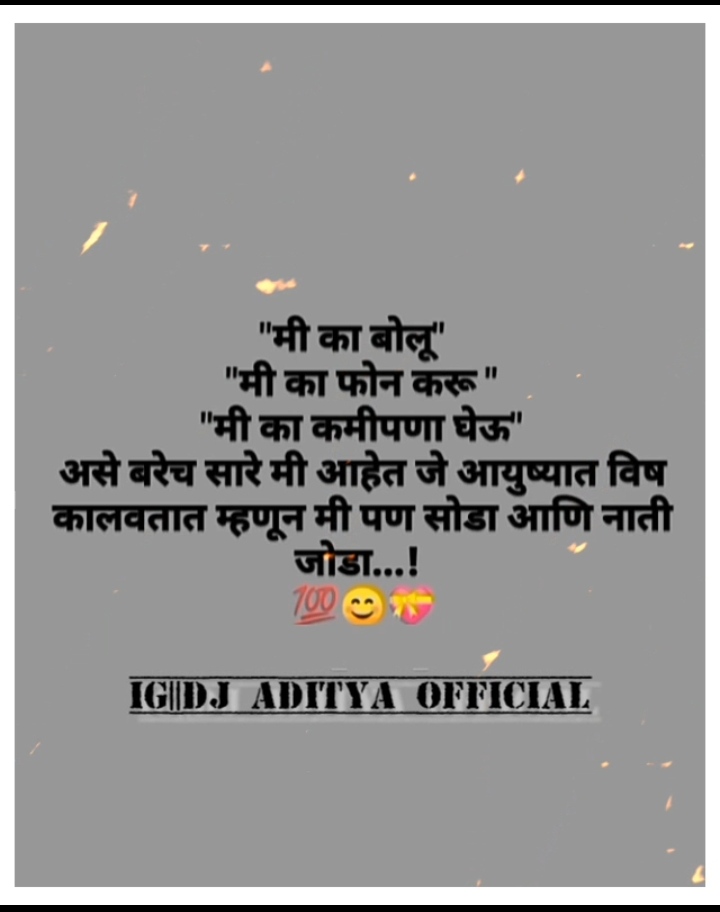 "मी का बोलू"
"मी का फोन करू "
"मी का कमीपणा घेऊ"
असे बरेच सारे मी आहेत जे आयुष्यात विष
कालवतात म्हणून मी पण सोडा आणि नाती
जोडा...!
💯😊💝
IG||DJ ADITYA OFFICIAL